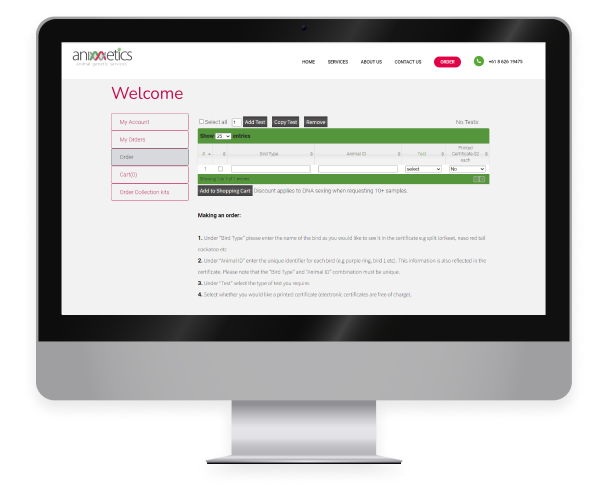 animetics
animal genetic services
HOME SERVICES ABOUT US CONTACT US ORDER +61 8 626 19473
Welcome
My Account
My Orders
Order
Cart(0)
Order Collection kits
Select all 1 Add Test Copy Test Remove No Tests:
Show 25 entries
# Bird Type Animal ID Test Printed Certificate ($2 each
1 select No
Showing 1 to 1 of 1 entries
Add to Shopping Cart Discount applies to DNA sexing when requesting 10+ samples.
Making an order:
1. Under "Bird Type" please enter the name of the bird as you would like to see it in the certificate e.g
cockatoo etc
2. Under "Animal ID" enter the unique identifier for each bird (e.g purple ring, bird 1 etc). This information is also reflected in the
certificate. Please note that the "Bird Type" and "Animal ID" combination must be unique.
3. Under "Test" select the type of test you require
4. Select whether you would like a printed certificate (electronic certificates are free of charge).